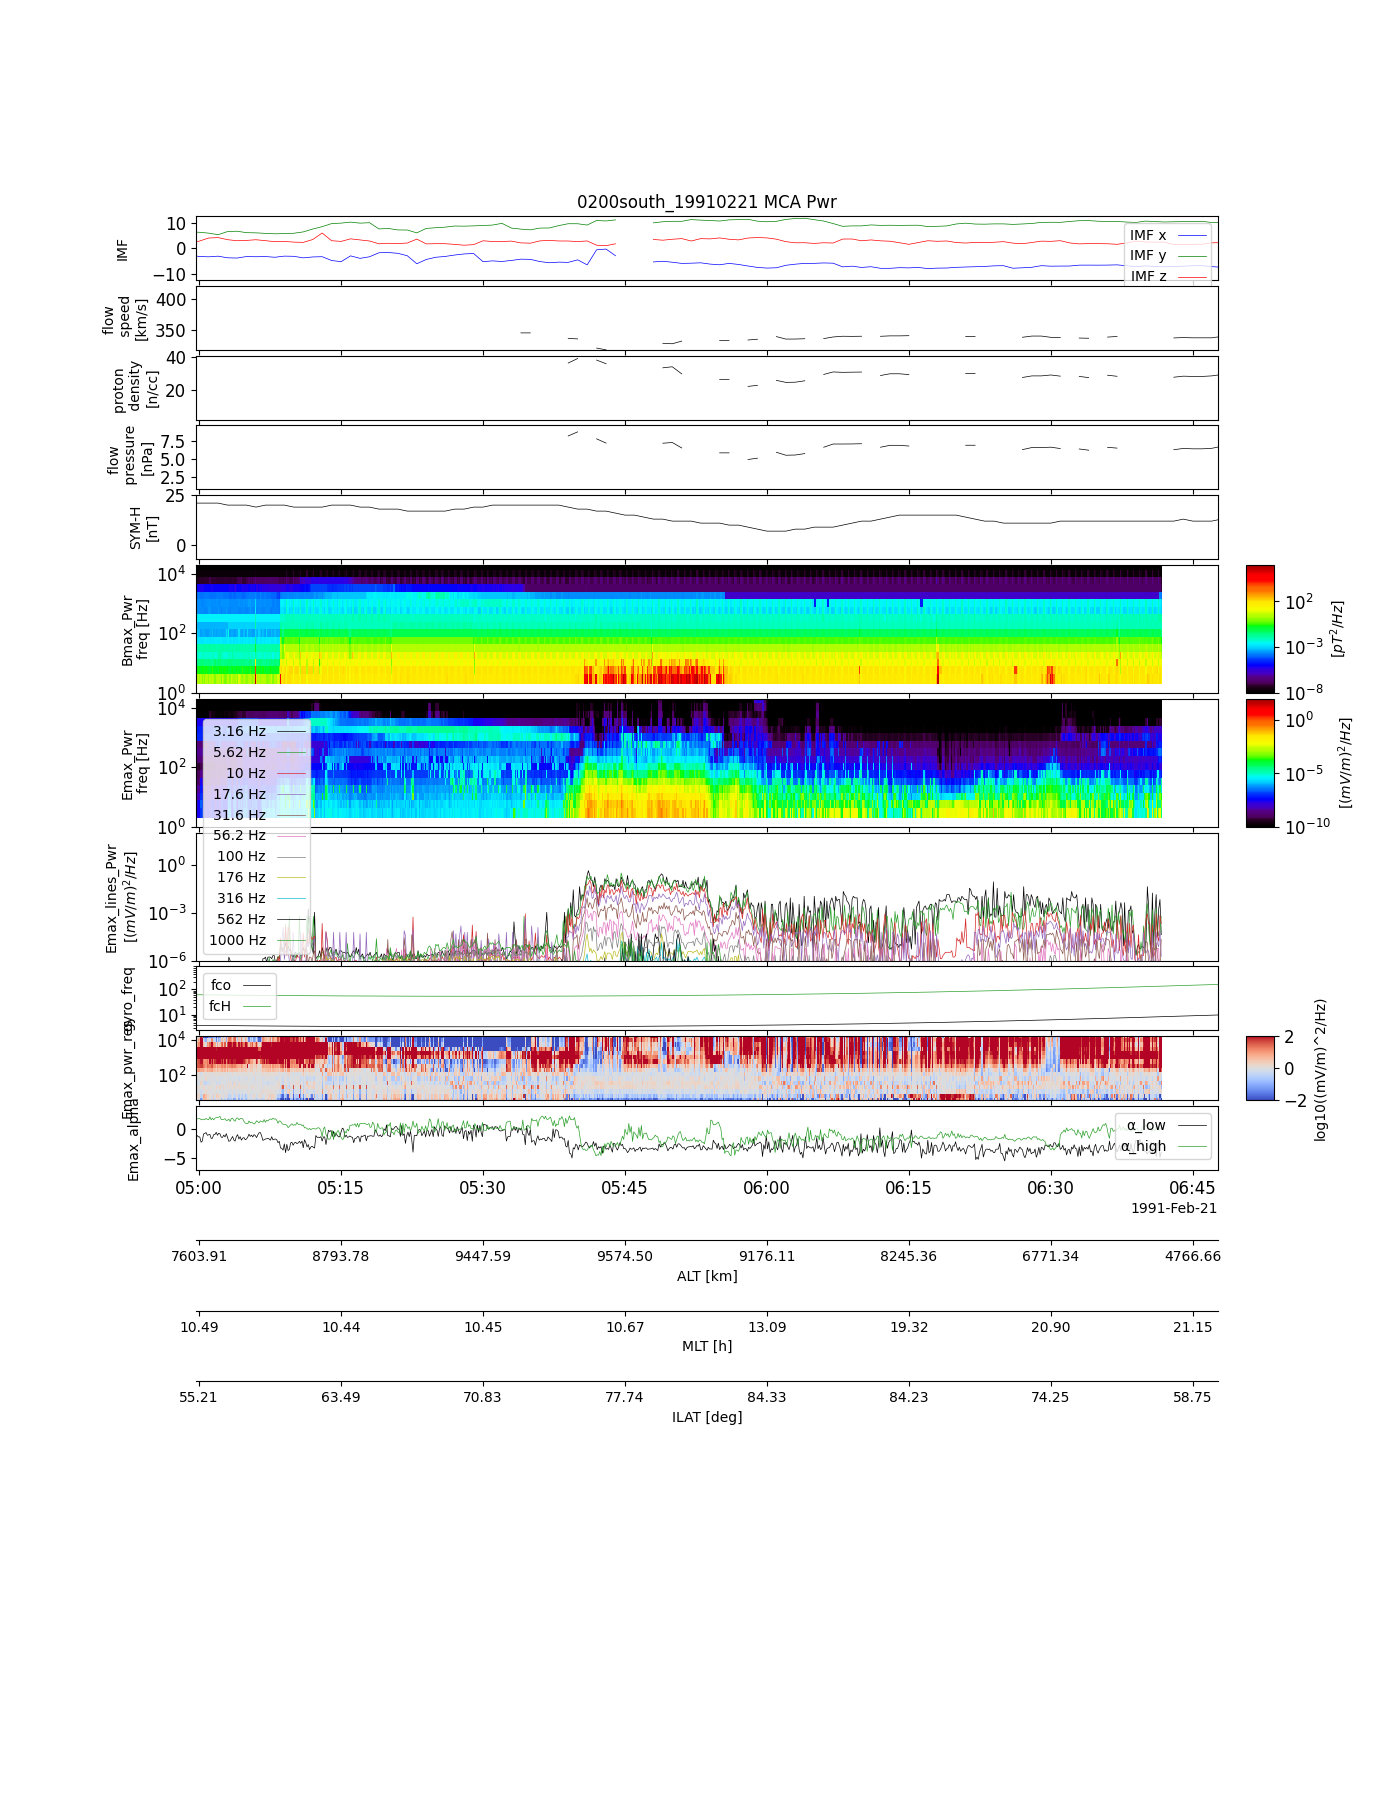 0200south_19910221 MCA Pwr
10
0
−10
IMF
IMF x
IMF y
IMF z
400
350
flow
speed
[km/s]
40
20
proton
density
[n/cc]
7.5
5.0
2.5
flow
pressure
[nPa]
25
0
SYM-H
[nT]
10^4
10^2
10^0
Bmax_Pwr
freq [Hz]
10^2
10^−3
10^−8
[pT^2/Hz]
10^4
10^2
10^0
Emax_Pwr
freq [Hz]
10^0
10^−5
10^−10
[(mV/m)^2/Hz]
3.16 Hz
5.62 Hz
10 Hz
17.6 Hz
31.6 Hz
56.2 Hz
100 Hz
176 Hz
316 Hz
562 Hz
1000 Hz
10^0
10^−3
10^−6
Emax_lines_Pwr
[(mV/m)^2/Hz]
10^2
10^1
gyro_freq
fco
fcH
10^4
10^2
Emax_pwr_reg
2
0
−2
log10((mV/m)^2/Hz)
0
−5
Emax_alpha
α_low
α_high
05:00 05:15 05:30 05:45 06:00 06:15 06:30 06:45
1991-Feb-21
7603.91 8793.78 9447.59 9574.50 9176.11 8245.36 6771.34 4766.66
ALT [km]
10.49 10.44 10.45 10.67 13.09 19.32 20.90 21.15
MLT [h]
55.21 63.49 70.83 77.74 84.33 84.23 74.25 58.75
ILAT [deg]